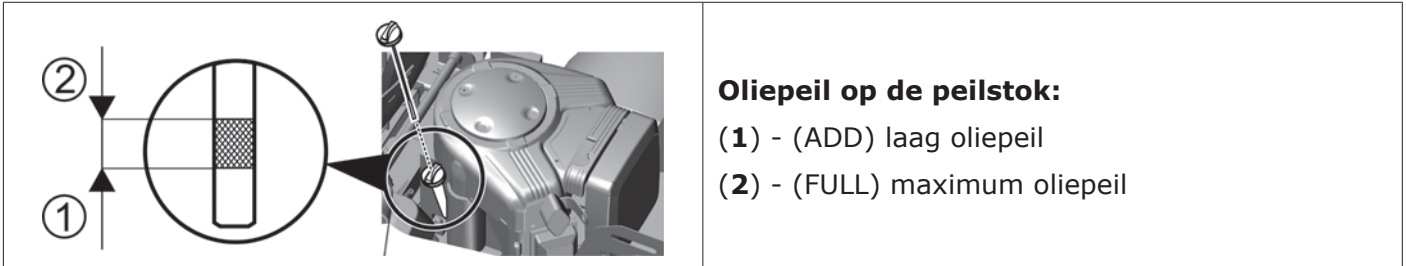 ②
①
Oliepeil op de peilstok:
(1) - (ADD) laag oliepeil
(2) - (FULL) maximum oliepeil